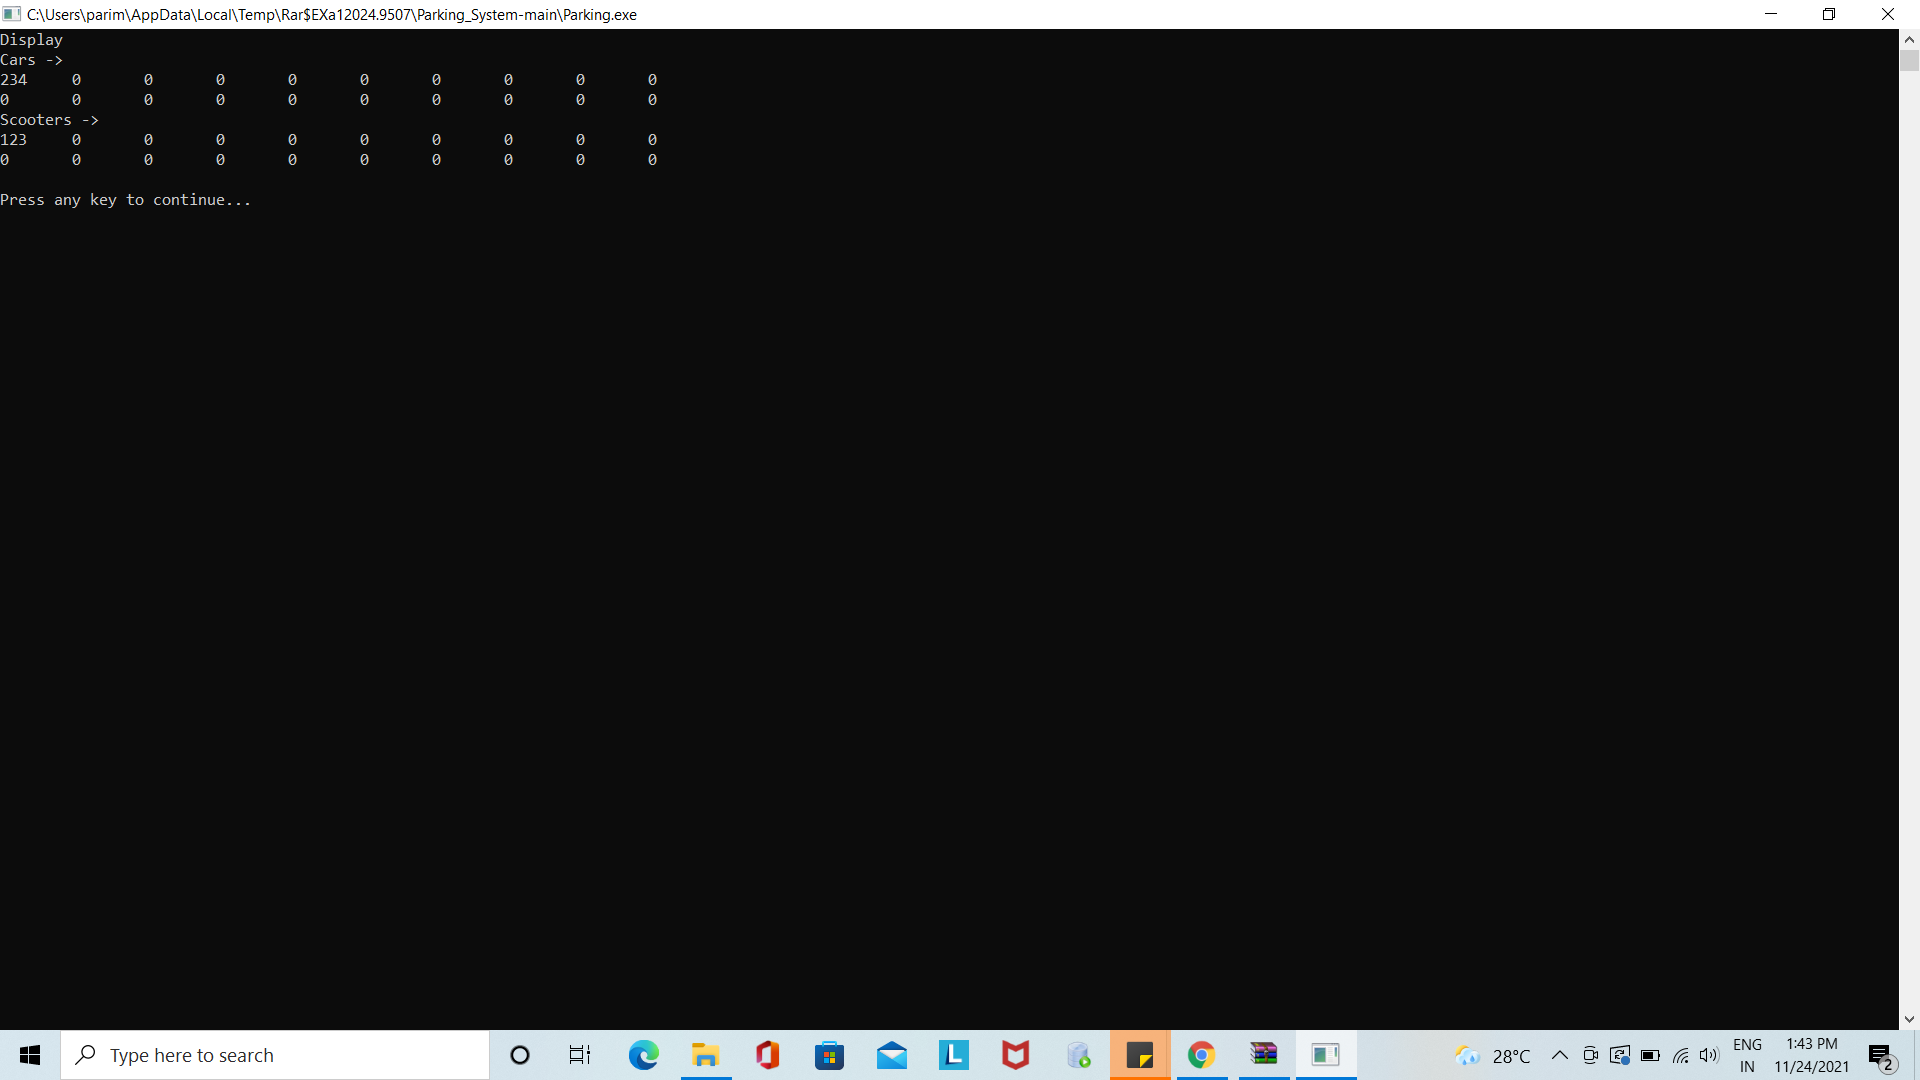 C:\Users\parim\AppData\Local\Temp\Rar$EXa12024.9507\Parking_System-main\Parking.exe
Display
Cars ->
234 0 0 0 0 0 0 0 0 0
0 0 0 0 0 0 0 0 0 0
Scooters ->
123 0 0 0 0 0 0 0 0 0
0 0 0 0 0 0 0 0 0 0
Press any key to continue...
Type here to search
L
28°C
ENG
IN
1:43 PM
11/24/2021
2